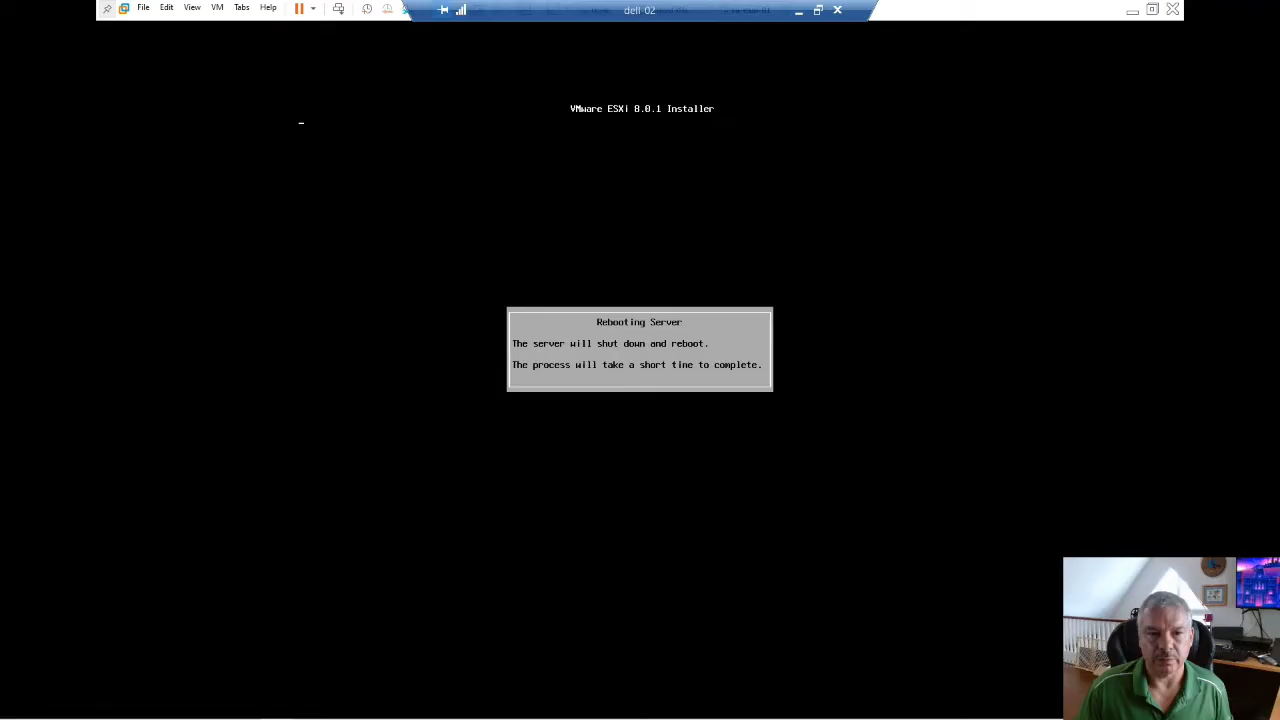 File Edit View VM Tabs Help
dell-02
VMware ESXi 8.0.1 Installer
Rebooting Server
The server will shut down and reboot.
The process will take a short time to complete.